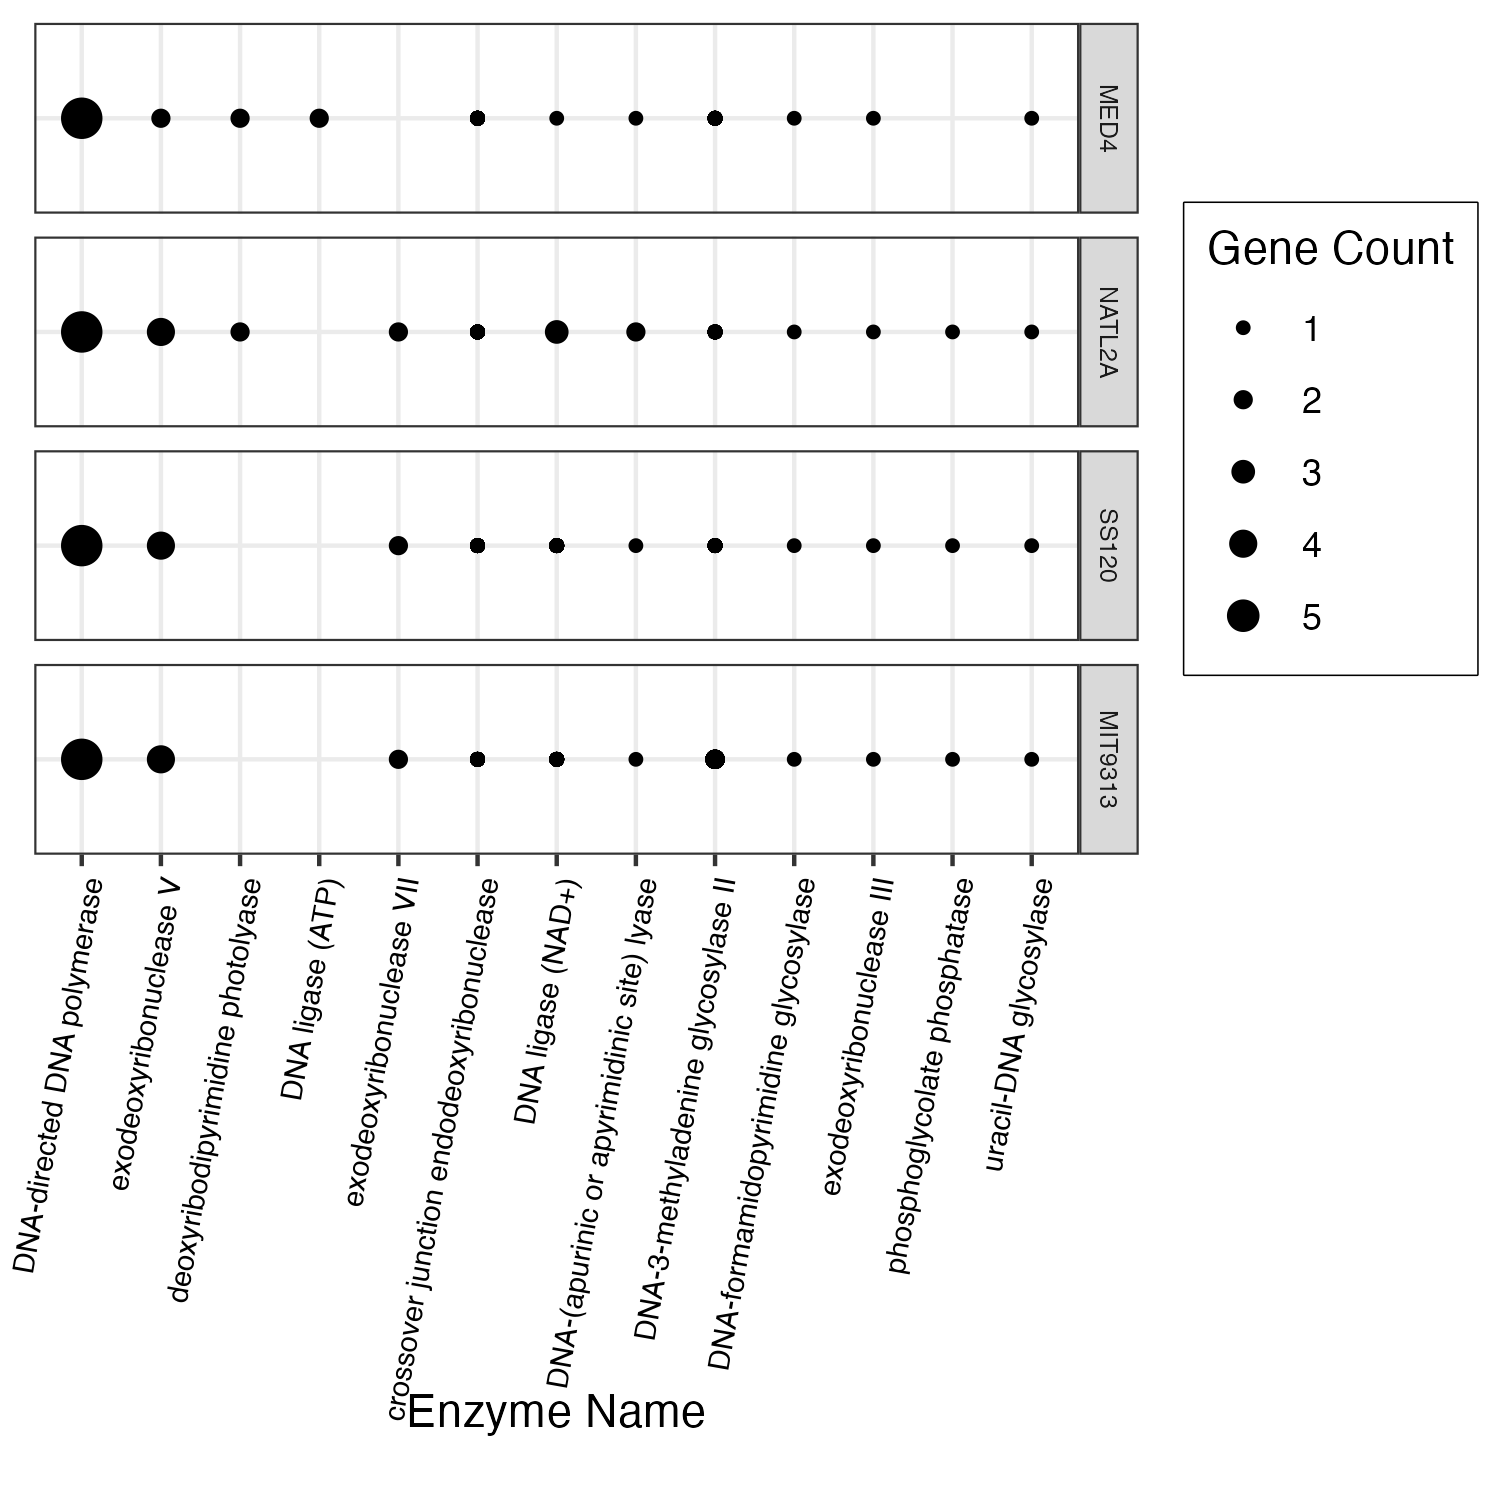 MED4
NATL2A
SS120
MIT9313
Gene Count
1
2
3
4
5
DNA-directed DNA polymerase
exodeoxyribonuclease V
deoxyribodipyrimidine photolyase
DNA ligase (ATP)
exodeoxyribonuclease VII
crossover junction endodeoxyribonuclease
DNA ligase (NAD+)
DNA-(apurinic or apyrimidinic site) lyase
DNA-3-methyladenine glycosylase II
DNA-formamidopyrimidine glycosylase
exodeoxyribonuclease III
phosphoglycolate phosphatase
uracil-DNA glycosylase
Enzyme Name